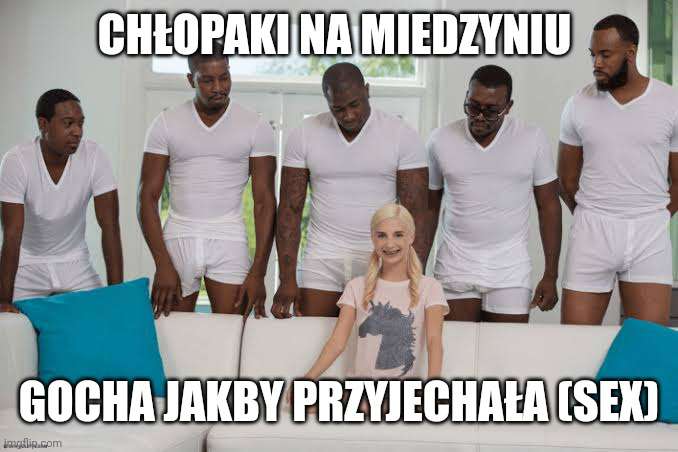 CHŁOPAKI NA MIEDZYNIU
GOCHA JAKBY PRZYJECHAŁA (SEX)
imgflip.com